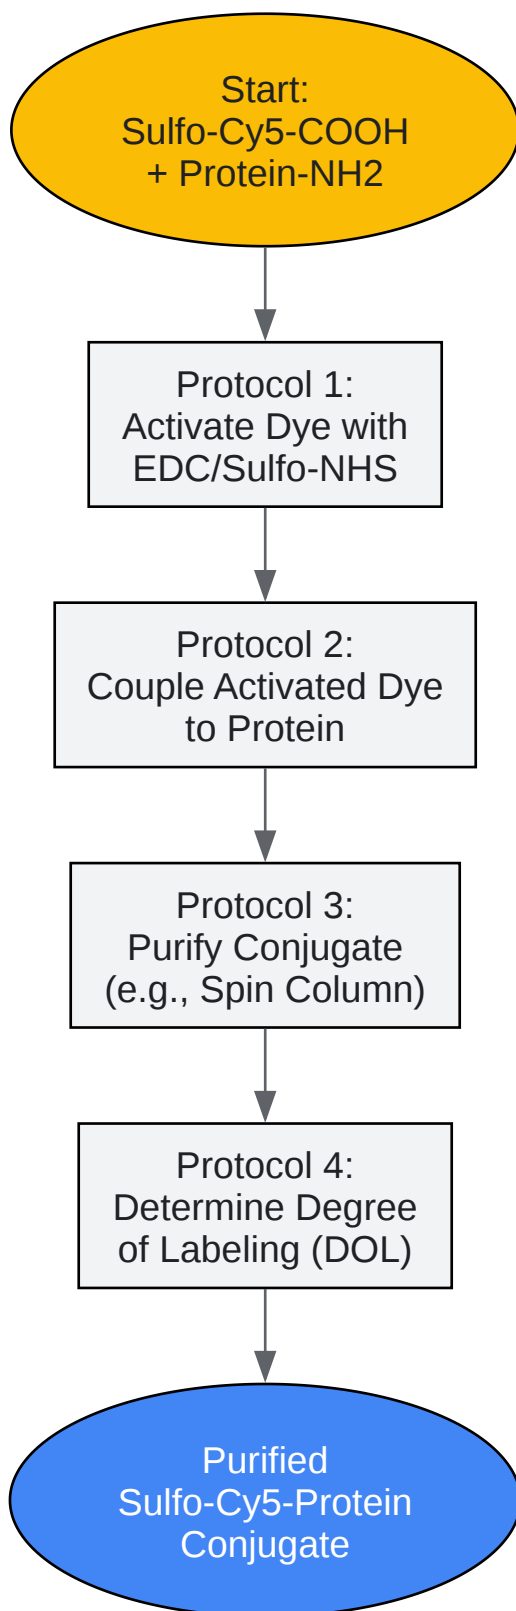 Start:
Sulfo-Cy5-COOH
+ Protein-NH2
Protocol 1:
Activate Dye with
EDC/Sulfo-NHS
Protocol 2:
Couple Activated Dye
to Protein
Protocol 3:
Purify Conjugate
(e.g., Spin Column)
Protocol 4:
Determine Degree
of Labeling (DOL)
Purified
Sulfo-Cy5-Protein
Conjugate